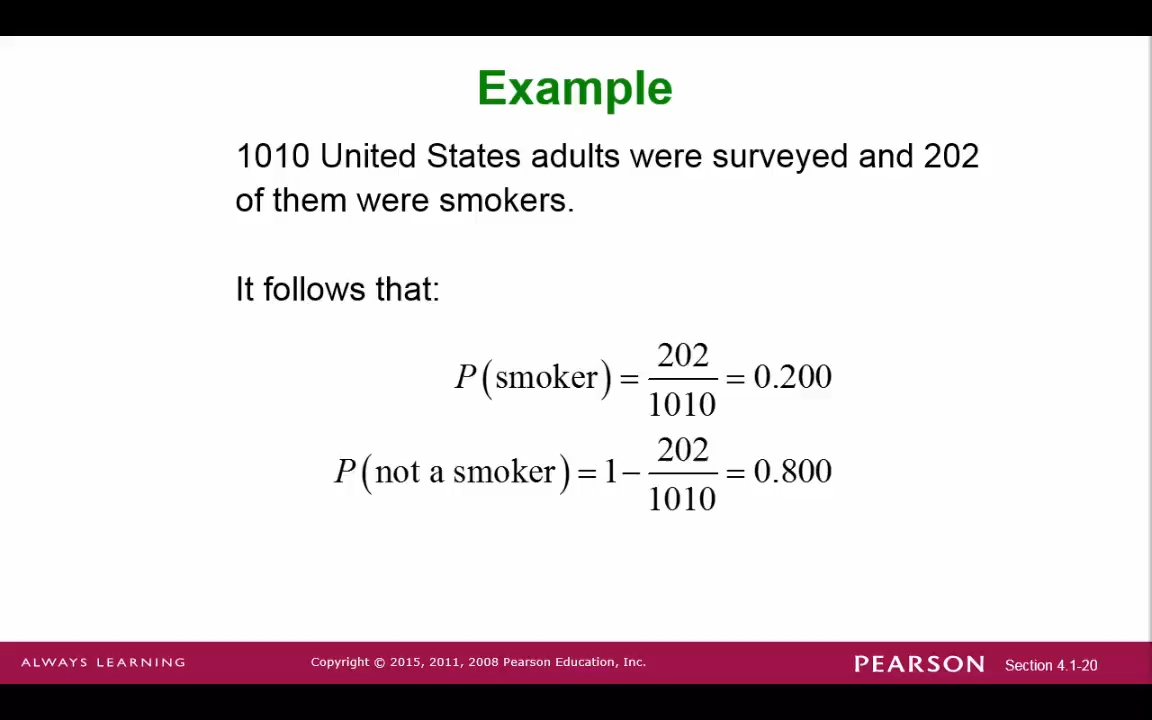 Example
1010 United States adults were surveyed and 202
of them were smokers.
It follows that:
P(smoker) = 202/1010 = 0.200
P(not a smoker) = 1 − 202/1010 = 0.800
ALWAYS LEARNING
Copyright © 2015, 2011, 2008 Pearson Education, Inc.
PEARSON
Section 4.1-20